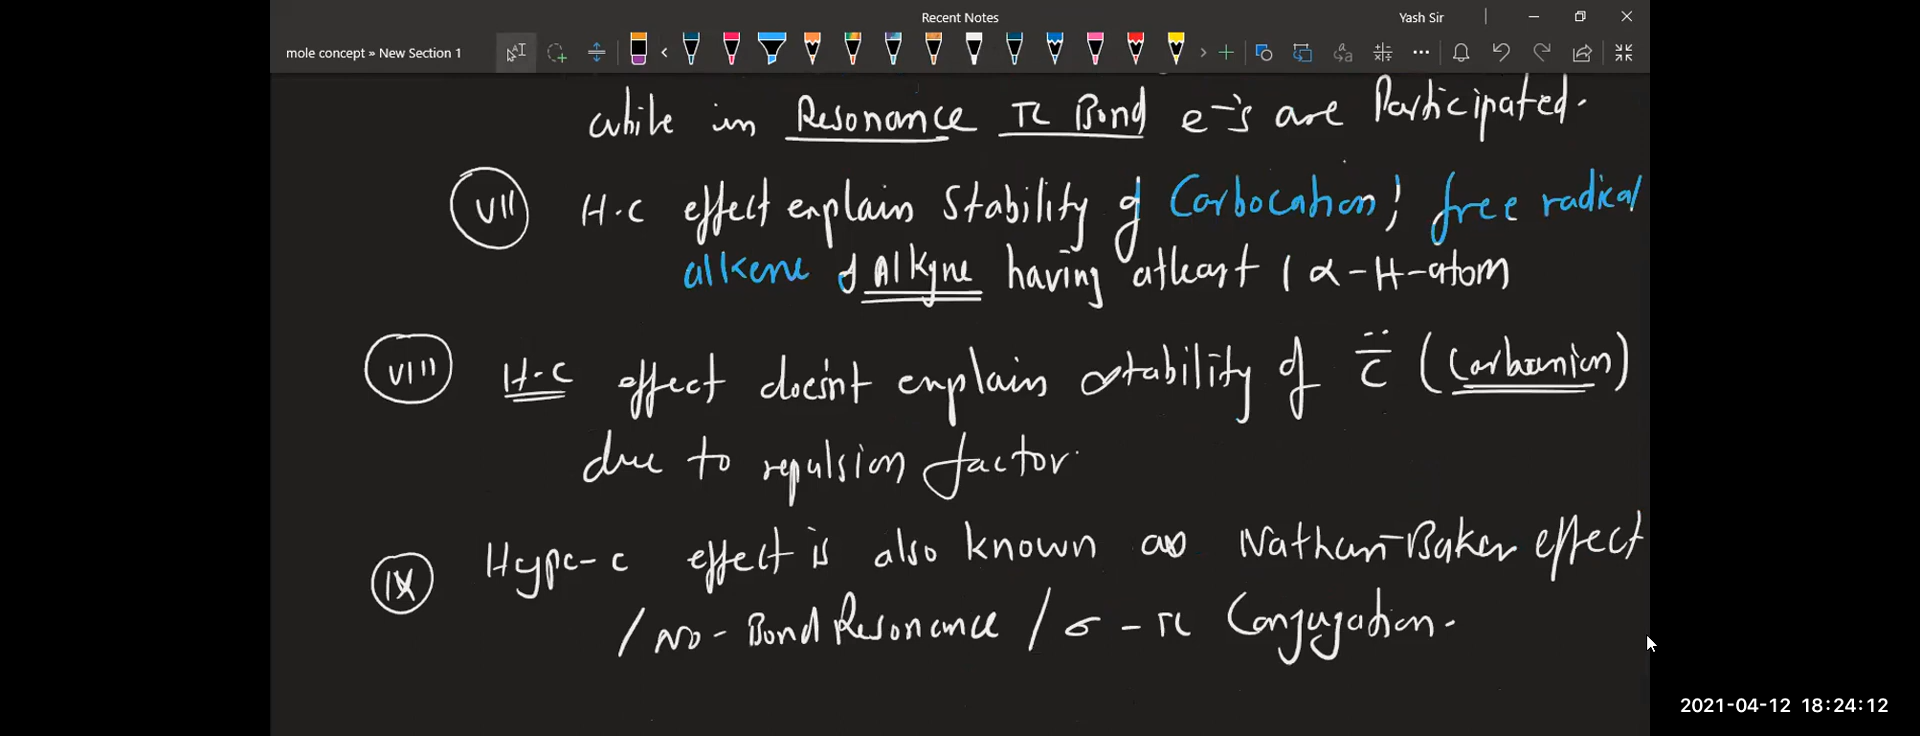 Recent Notes
Yash Sir
mole concept » New Section 1
while in Resonance π Bond e⁻'s are Participated.
VII H.C effect explain Stability of Carbocation, free radical
alkene & Alkyne having atleast 1 α-H-atom
VIII H.C effect doesn't explain stability of C̄̈ (Carbanion)
due to repulsion factor.
IX Hype-c effect is also known as Nathan-Baker effect
/ No-Bond Resonance / σ-π Conjugation.
2021-04-12 18:24:12